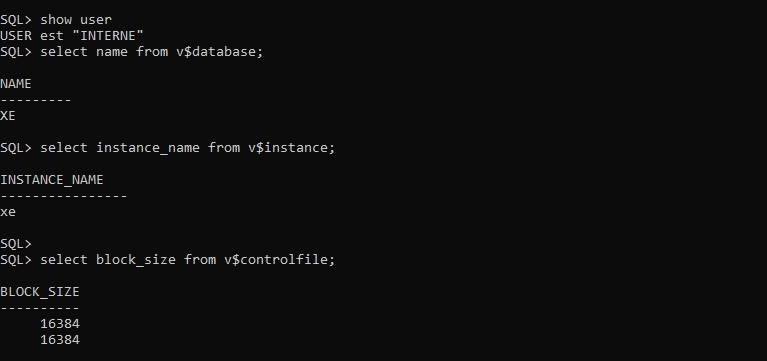 SQL> show user
USER est "INTERNE"
SQL> select name from v$database;
NAME
---------
XE
SQL> select instance_name from v$instance;
INSTANCE_NAME
----------------
xe
SQL>
SQL> select block_size from v$controlfile;
BLOCK_SIZE
----------
16384
16384